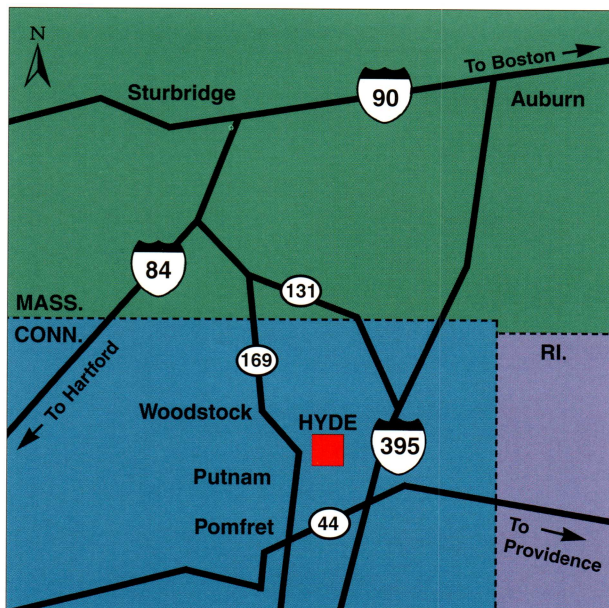 N
To Boston
Sturbridge
90
Auburn
84
131
MASS.
CONN.
169
RI.
To Hartford
Woodstock
HYDE
395
Putnam
Pomfret
44
To
Providence